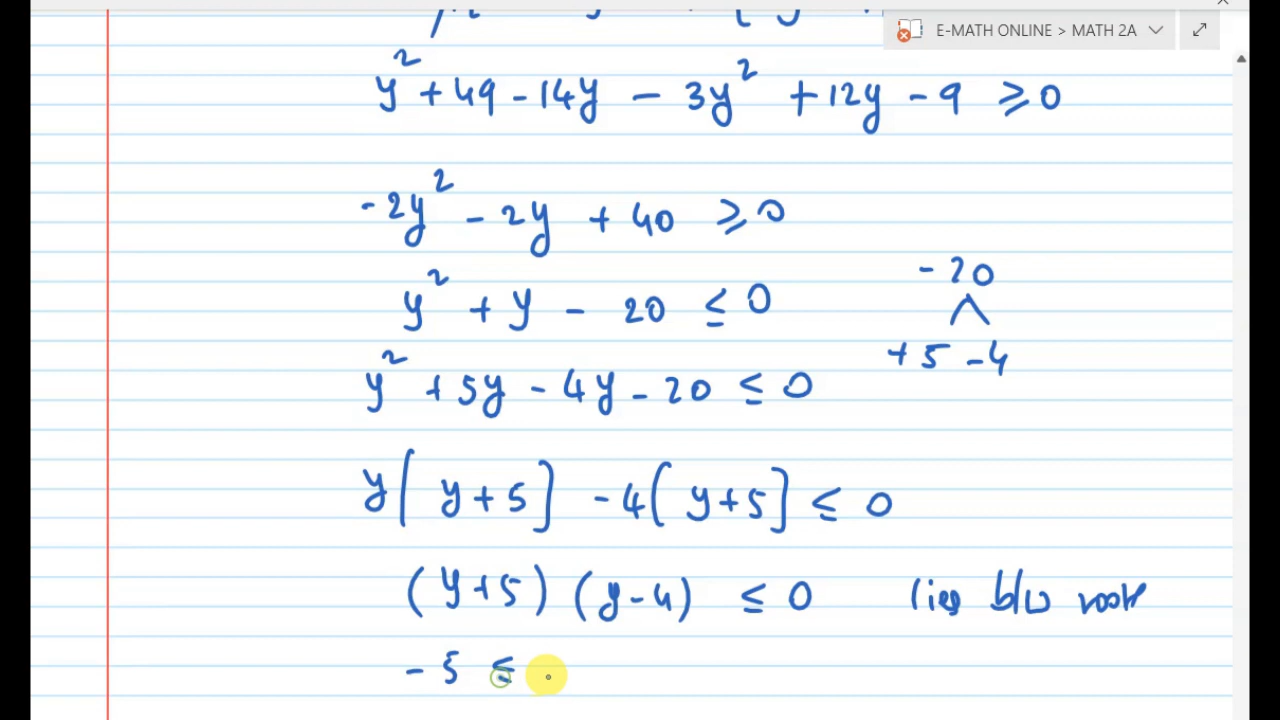 E-MATH ONLINE > MATH 2A
y² + 49 - 14y - 3y² + 12y - 9 ⩾ 0
-2y² - 2y + 40 ⩾ 0
y² + y - 20 ≤ 0
-20
+5 -4
y² + 5y - 4y - 20 ≤ 0
y[y+5] -4[y+5] ≤ 0
(y+5)(y-4) ≤ 0 lies b/w roots
-5 ≤